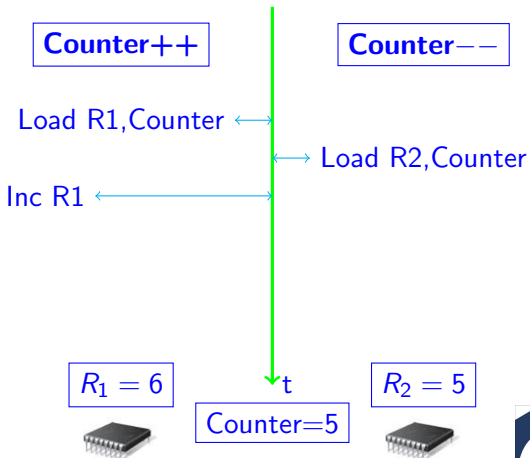 Counter++
Counter−−
Load R1,Counter
Load R2,Counter
Inc R1
R₁ = 6
t
R₂ = 5
Counter=5